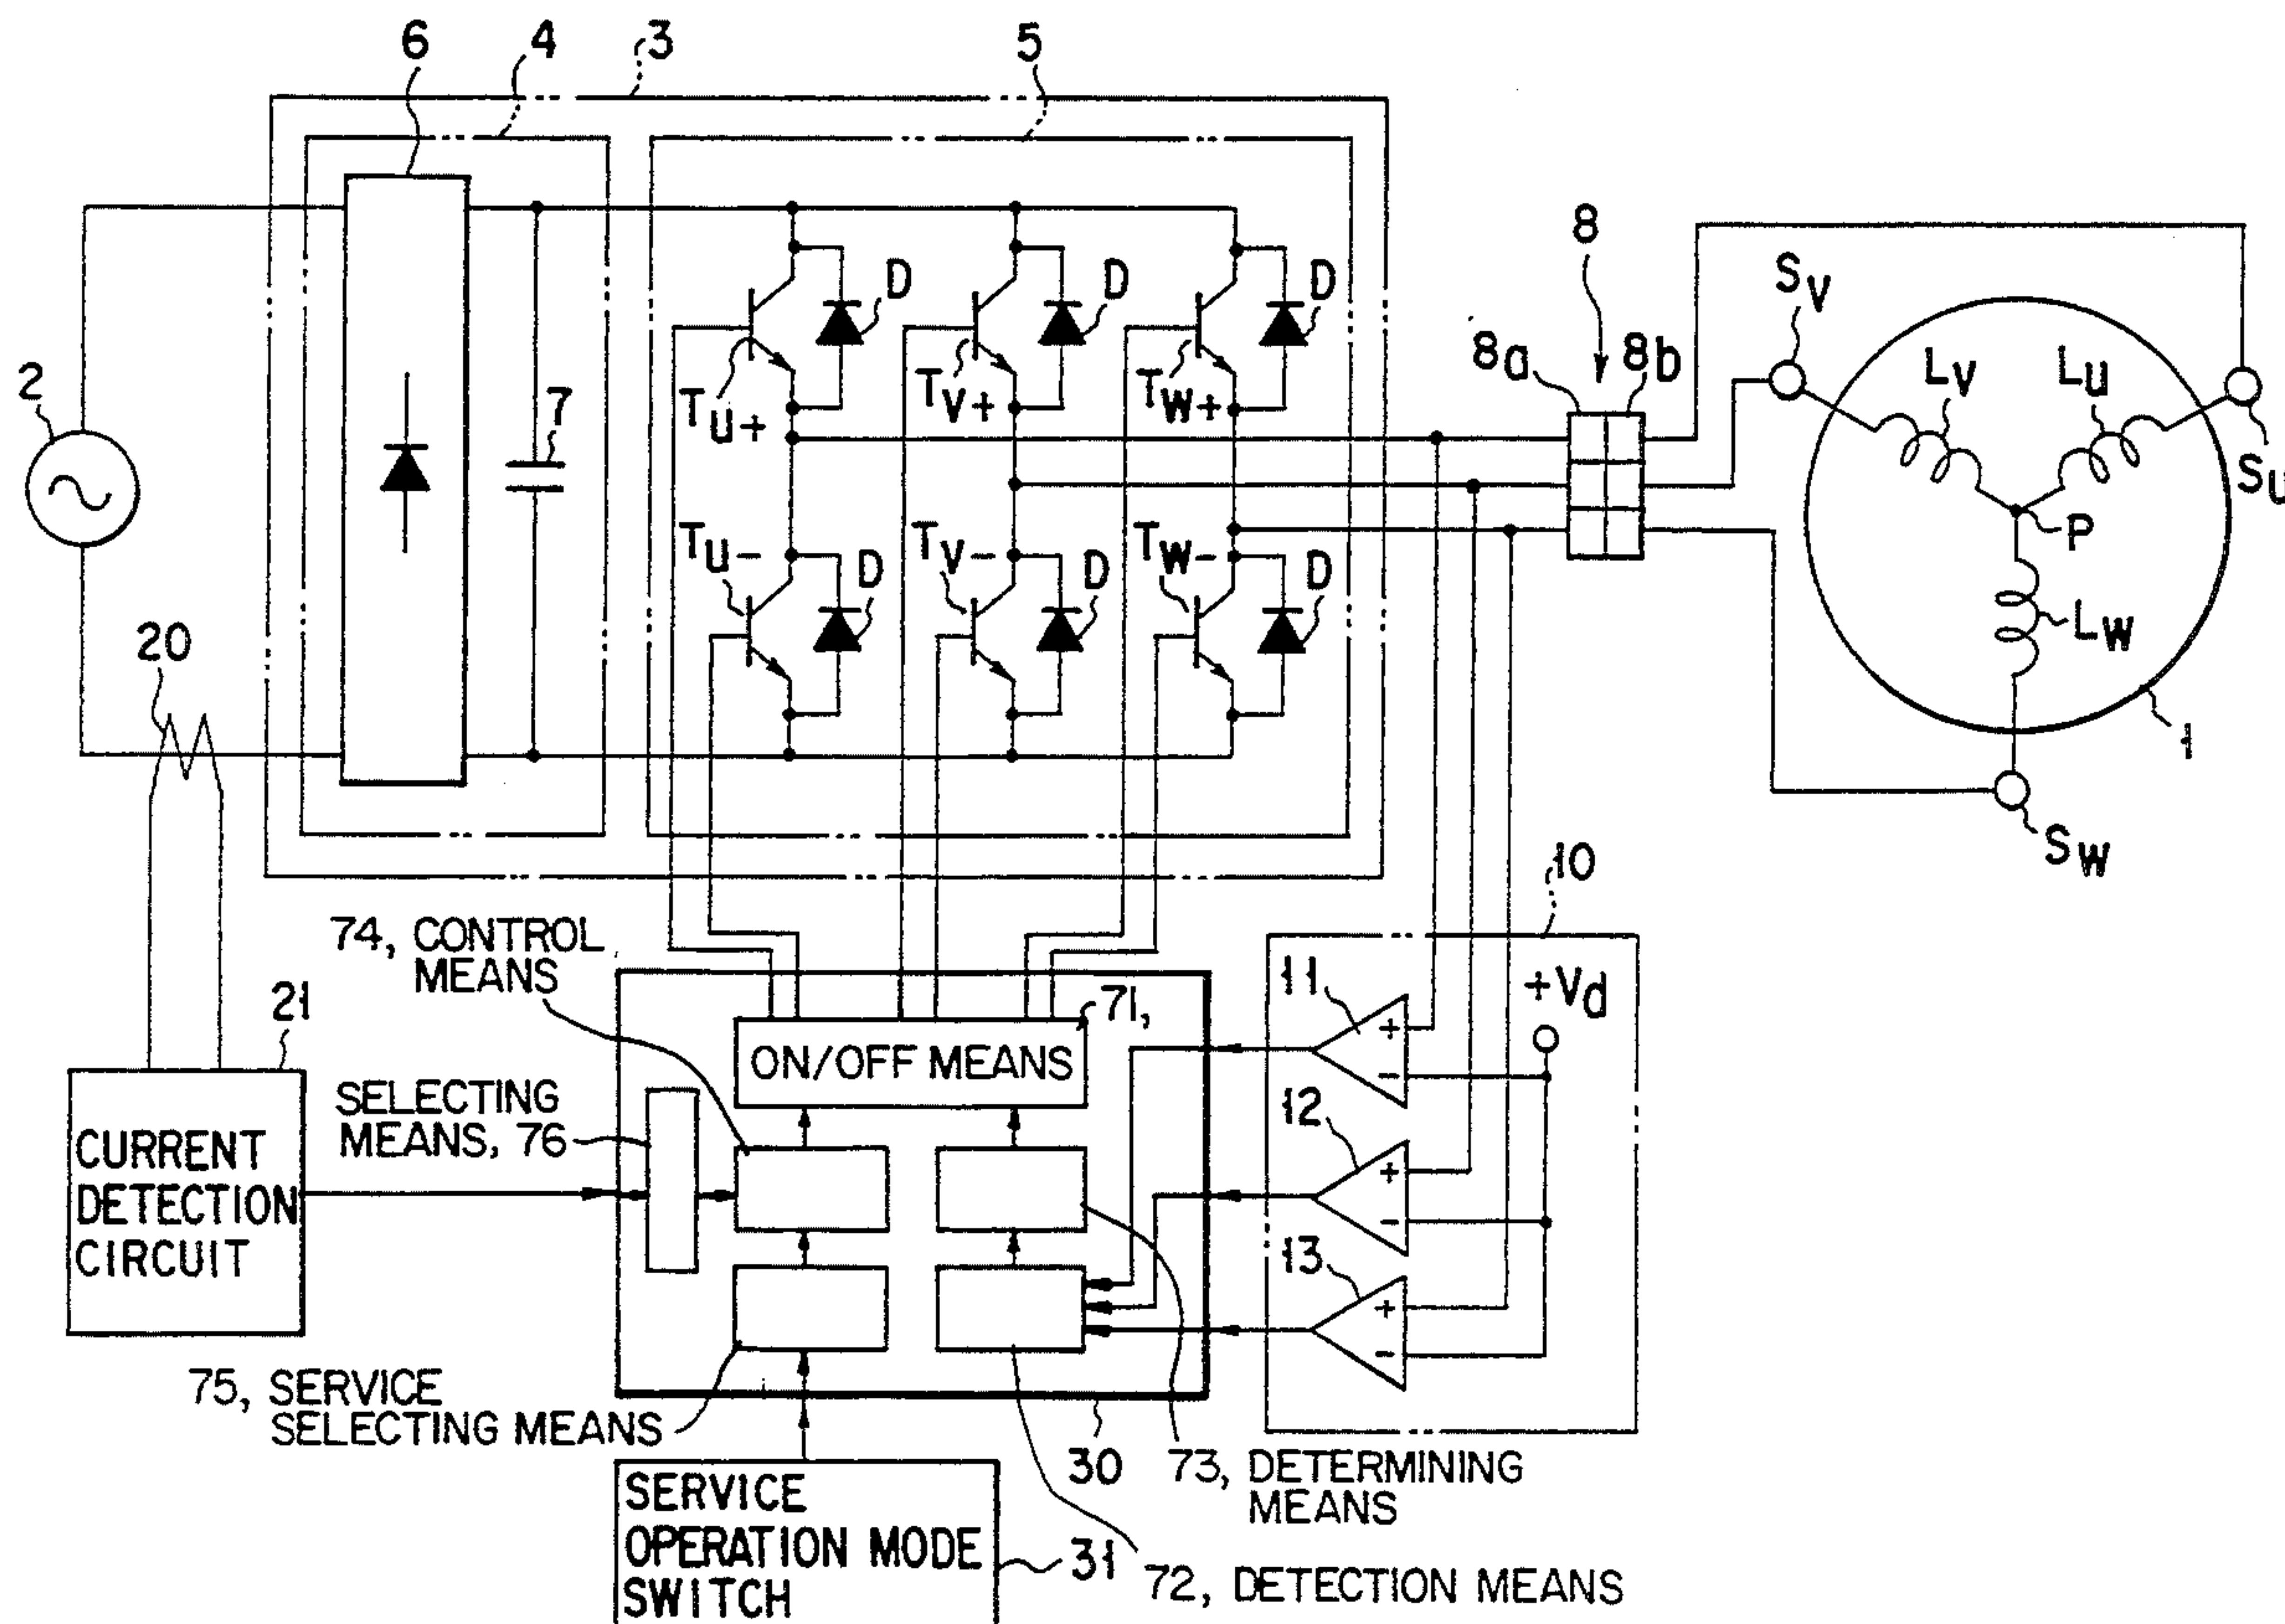 6
4
3
5
2
7
Tu+
D
Tv+
D
Tw+
D
Tu-
D
Tv-
D
Tw-
D
8
8a
8b
Sv
Lv
Lu
Su
P
Lw
1
Sw
20
21
CURRENT
DETECTION
CIRCUIT
74, CONTROL
MEANS
71,
ON/OFF MEANS
SELECTING
MEANS, 76
75, SERVICE
SELECTING MEANS
10
+Vd
11
+
-
12
+
-
13
+
-
30
73, DETERMINING
MEANS
72, DETECTION MEANS
SERVICE
OPERATION MODE
SWITCH
31